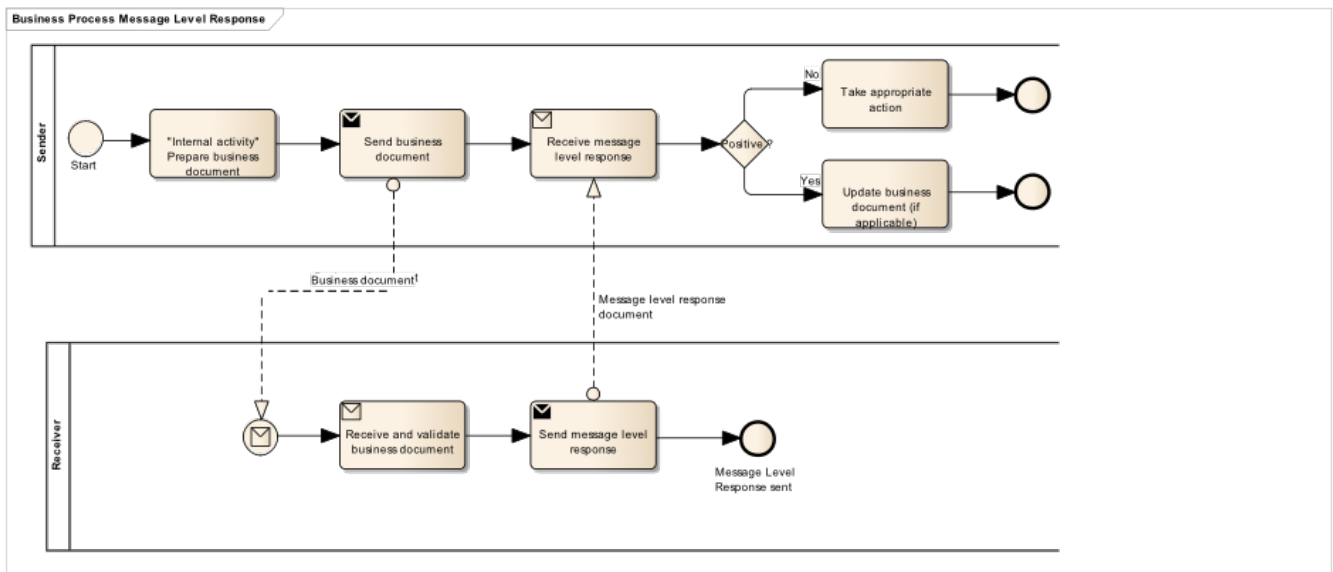 Business Process Message Level Response
Sender
Start
"Internal activity"
Prepare business
document
Send business
document
Receive message
level response
Positive?
No
Take appropriate
action
Yes
Update business
document (if
applicable)
Business document
Message level response
document
Receiver
Receive and validate
business document
Send message level
response
Message Level
Response sent